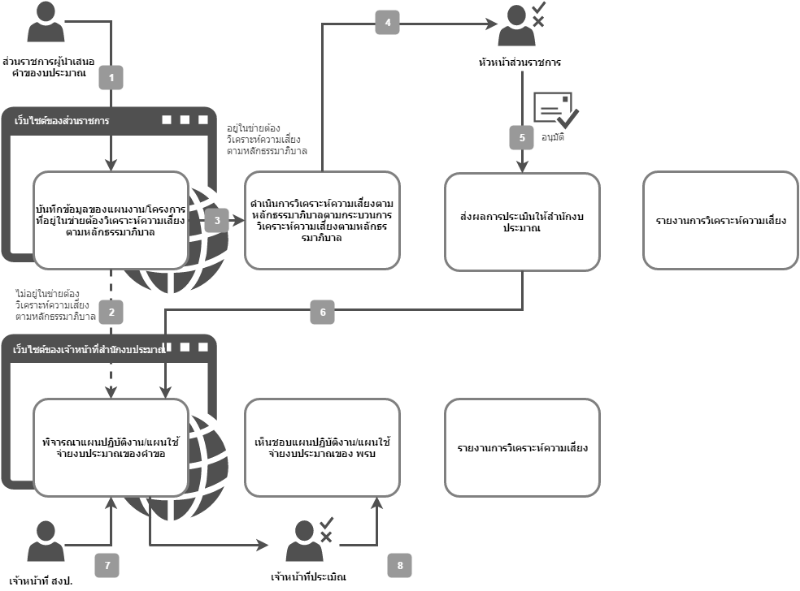 ส่วนราชการผู้นำเสนอ
คำของบประมาณ
1
4
หัวหน้าส่วนราชการ
เว็บไซต์ของส่วนราชการ
อยู่ในข่ายต้อง
วิเคราะห์ความเสี่ยง
ตามหลักธรรมาภิบาล
5
อนุมัติ
บันทึกข้อมูลของแผนงาน/โครงการ
ที่อยู่ในข่ายต้องวิเคราะห์ความเสี่ยง
ตามหลักธรรมาภิบาล
3
ดำเนินการวิเคราะห์ความเสี่ยงตาม
หลักธรรมาภิบาลตามกระบวนการ
วิเคราะห์ความเสี่ยงตามหลักธร
รมาภิบาล
ส่งผลการประเมินให้สำนักงบ
ประมาณ
รายงานการวิเคราะห์ความเสี่ยง
ไม่อยู่ในข่ายต้อง
วิเคราะห์ความเสี่ยง
ตามหลักธรรมาภิบาล
2
6
เว็บไซต์ของเจ้าหน้าที่สำนักงบประมาณ
พิจารณาแผนปฏิบัติงาน/แผนใช้
จ่ายงบประมาณของคำขอ
เห็นชอบแผนปฏิบัติงาน/แผนใช้
จ่ายงบประมาณของ พรบ
รายงานการวิเคราะห์ความเสี่ยง
7
8
เจ้าหน้าที่ สงป.
เจ้าหน้าที่ประเมิณ